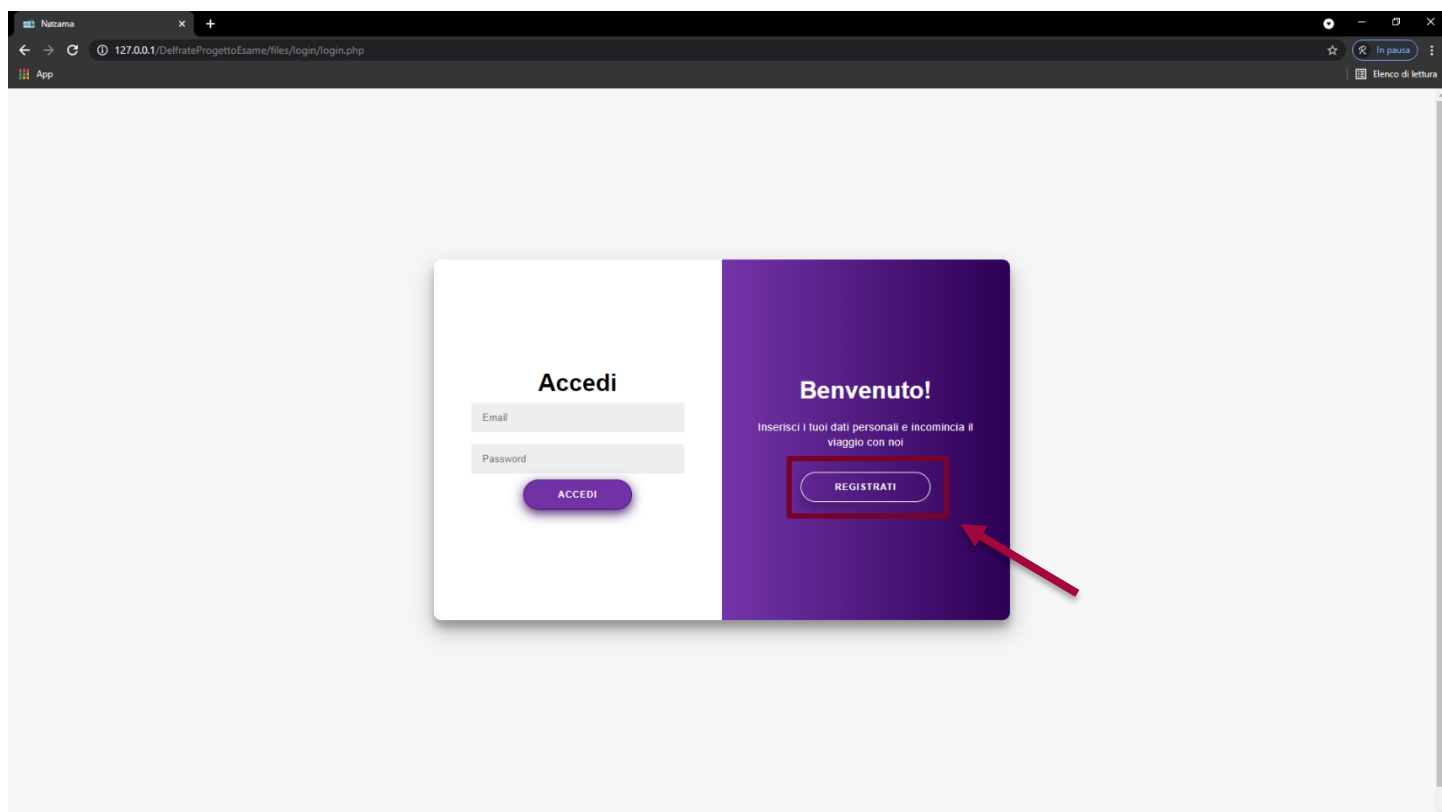 Nøzama
127.0.0.1/DelfrateProgettoEsame/files/login/login.php
In pausa
App
Elenco di lettura
Accedi
Email
Password
ACCEDI
Benvenuto!
Inserisci i tuoi dati personali e incomincia il
viaggio con noi
REGISTRATI